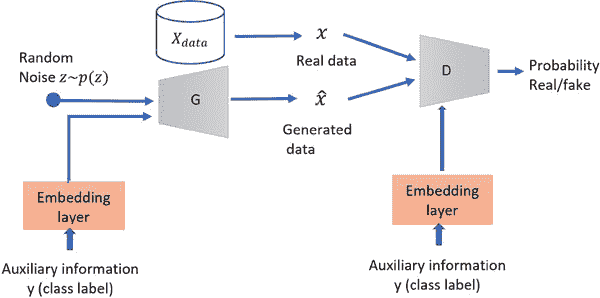 X_data
x
Real data
Random
Noise z~p(z)
G
x̂
Generated
data
D
Probability
Real/fake
Embedding
layer
Auxiliary information
y (class label)
Embedding
layer
Auxiliary information
y (class label)